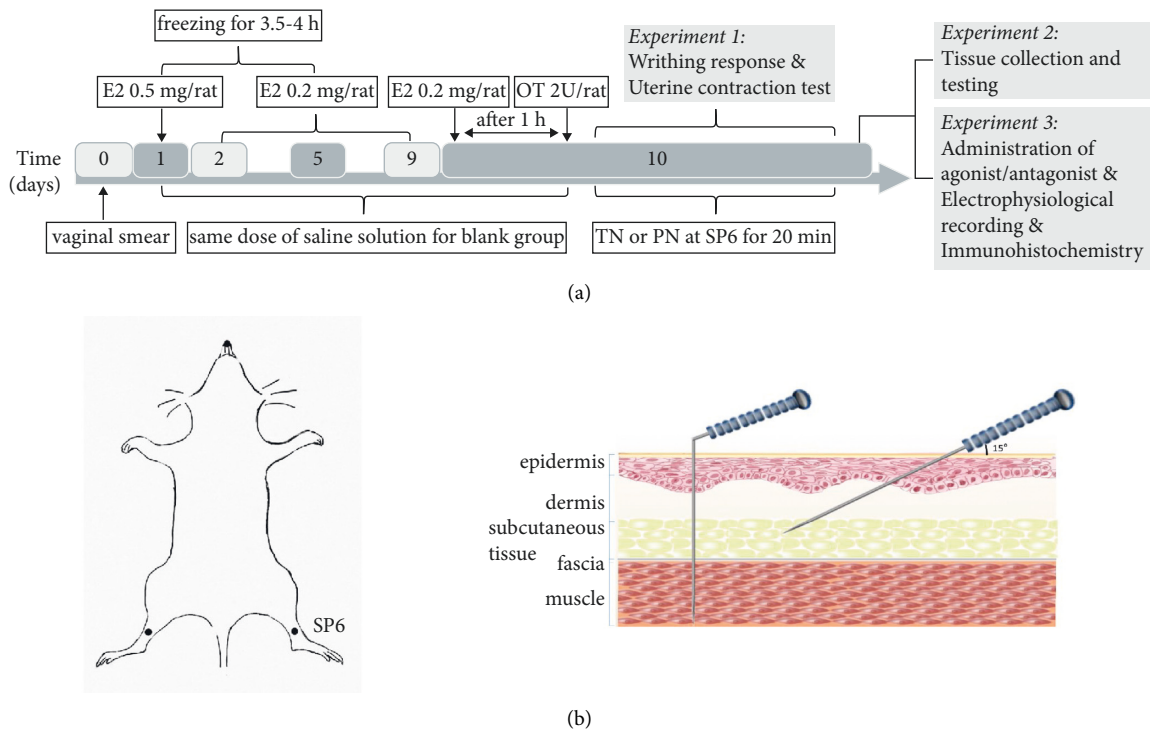 freezing for 3.5-4 h
E2 0.5 mg/rat
E2 0.2 mg/rat
E2 0.2 mg/rat
OT 2U/rat
after 1 h
Experiment 1:
Writhing response &
Uterine contraction test
Experiment 2:
Tissue collection and
testing
Time
(days)
0
1
2
5
9
10
vaginal smear
same dose of saline solution for blank group
TN or PN at SP6 for 20 min
Experiment 3:
Administration of
agonist/antagonist &
Electrophysiological
recording &
Immunohistochemistry
(a)
SP6
epidermis
dermis
subcutaneous
tissue
fascia
muscle
15°
(b)